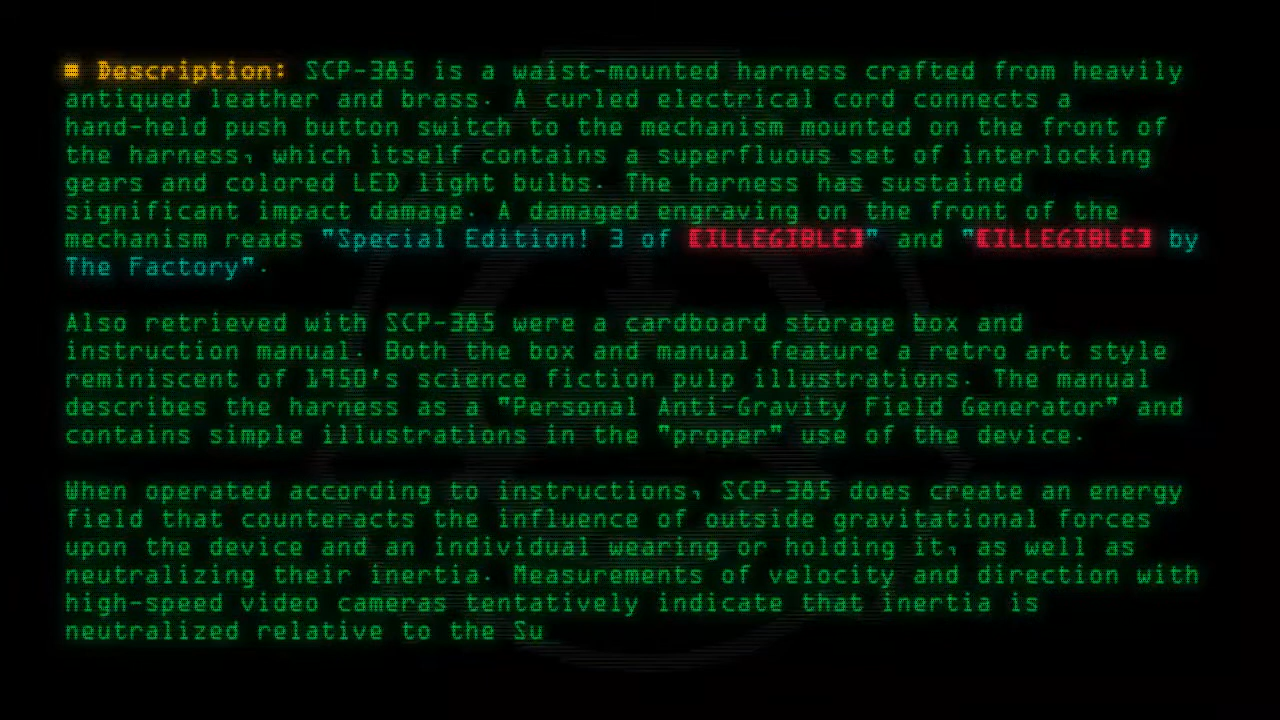 ■ Description: SCP-385 is a waist-mounted harness crafted from heavily
antiqued leather and brass. A curled electrical cord connects a
hand-held push button switch to the mechanism mounted on the front of
the harness, which itself contains a superfluous set of interlocking
gears and colored LED light bulbs. The harness has sustained
significant impact damage. A damaged engraving on the front of the
mechanism reads "Special Edition! 3 of [ILLEGIBLE]" and "[ILLEGIBLE] by
The Factory".
Also retrieved with SCP-385 were a cardboard storage box and
instruction manual. Both the box and manual feature a retro art style
reminiscent of 1950's science fiction pulp illustrations. The manual
describes the harness as a "Personal Anti-Gravity Field Generator" and
contains simple illustrations in the "proper" use of the device.
When operated according to instructions, SCP-385 does create an energy
field that counteracts the influence of outside gravitational forces
upon the device and an individual wearing or holding it, as well as
neutralizing their inertia. Measurements of velocity and direction with
high-speed video cameras tentatively indicate that inertia is
neutralized relative to the Su